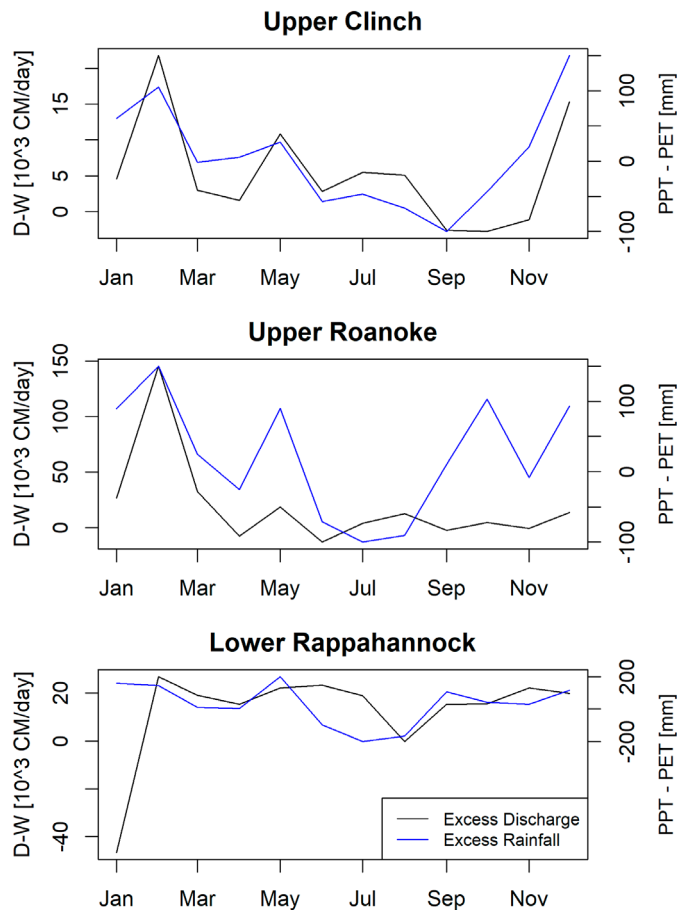 Upper Clinch
D-W [10^3 CM/day]
0 5 15
-100 0 100
PPT - PET [mm]
Jan Mar May Jul Sep Nov
Upper Roanoke
D-W [10^3 CM/day]
0 50 100 150
-100 0 100
PPT - PET [mm]
Jan Mar May Jul Sep Nov
Lower Rappahannock
D-W [10^3 CM/day]
-40 0 20
-200 200
PPT - PET [mm]
Excess Discharge
Excess Rainfall
Jan Mar May Jul Sep Nov